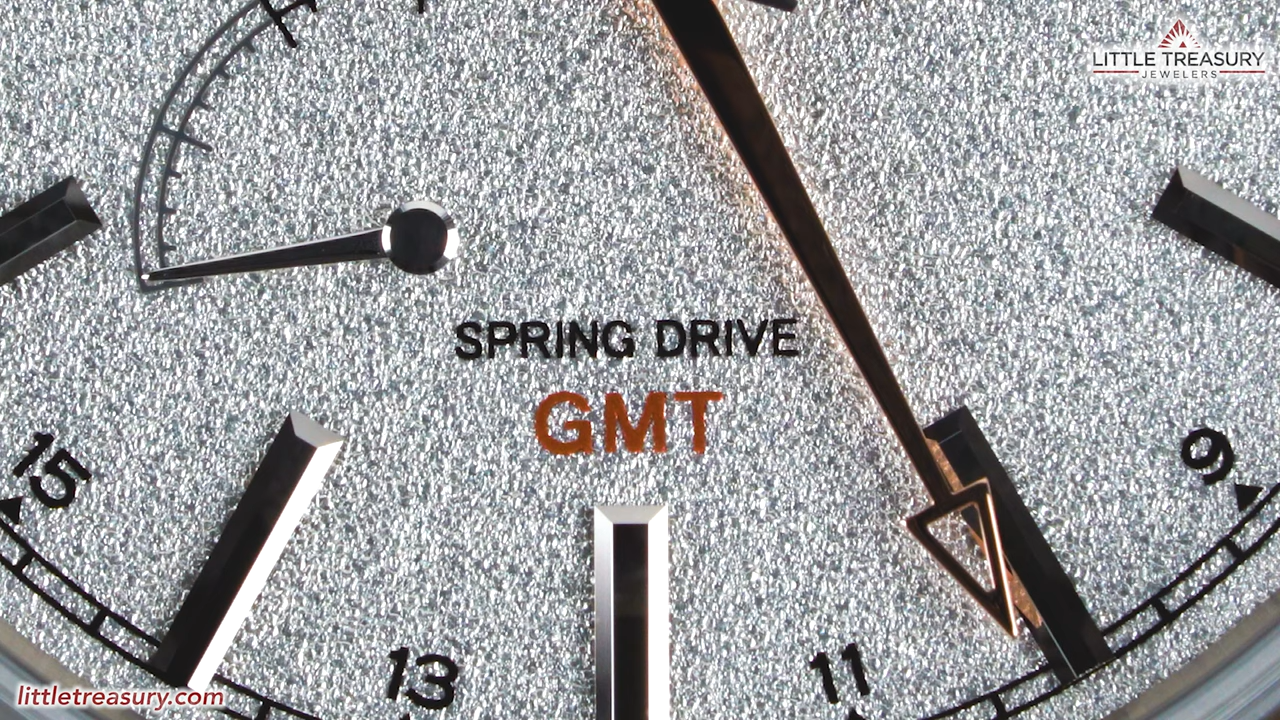 LITTLE TREASURY
JEWELERS
SPRING DRIVE
GMT
15
9
13
11
littletreasury.com